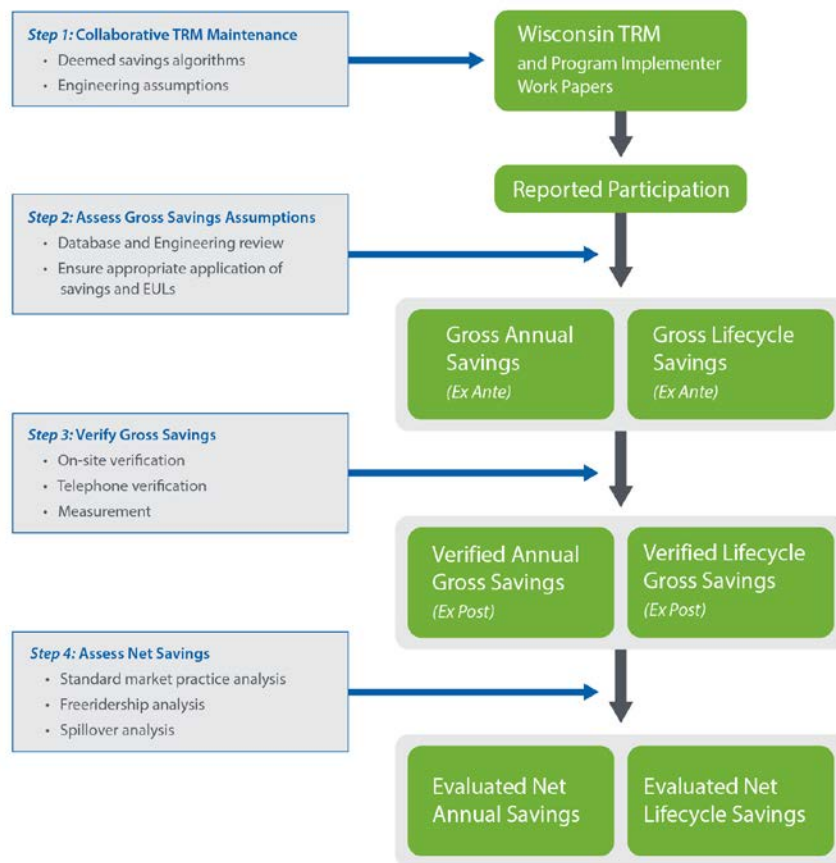 Step 1: Collaborative TRM Maintenance
• Deemed savings algorithms
• Engineering assumptions
Wisconsin TRM
and Program Implementer
Work Papers
Reported Participation
Step 2: Assess Gross Savings Assumptions
• Database and Engineering review
• Ensure appropriate application of
savings and EULs
Gross Annual
Savings
(Ex Ante)
Gross Lifecycle
Savings
(Ex Ante)
Step 3: Verify Gross Savings
• On-site verification
• Telephone verification
• Measurement
Verified Annual
Gross Savings
(Ex Post)
Verified Lifecycle
Gross Savings
(Ex Post)
Step 4: Assess Net Savings
• Standard market practice analysis
• Freeridership analysis
• Spillover analysis
Evaluated Net
Annual Savings
Evaluated Net
Lifecycle Savings